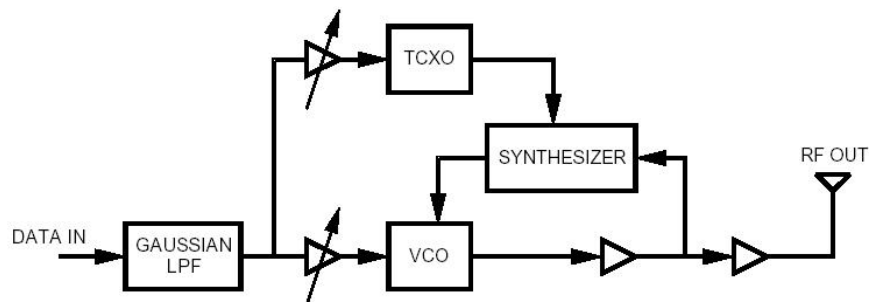 TCXO
SYNTHESIZER
RF OUT
DATA IN
GAUSSIAN
LPF
VCO